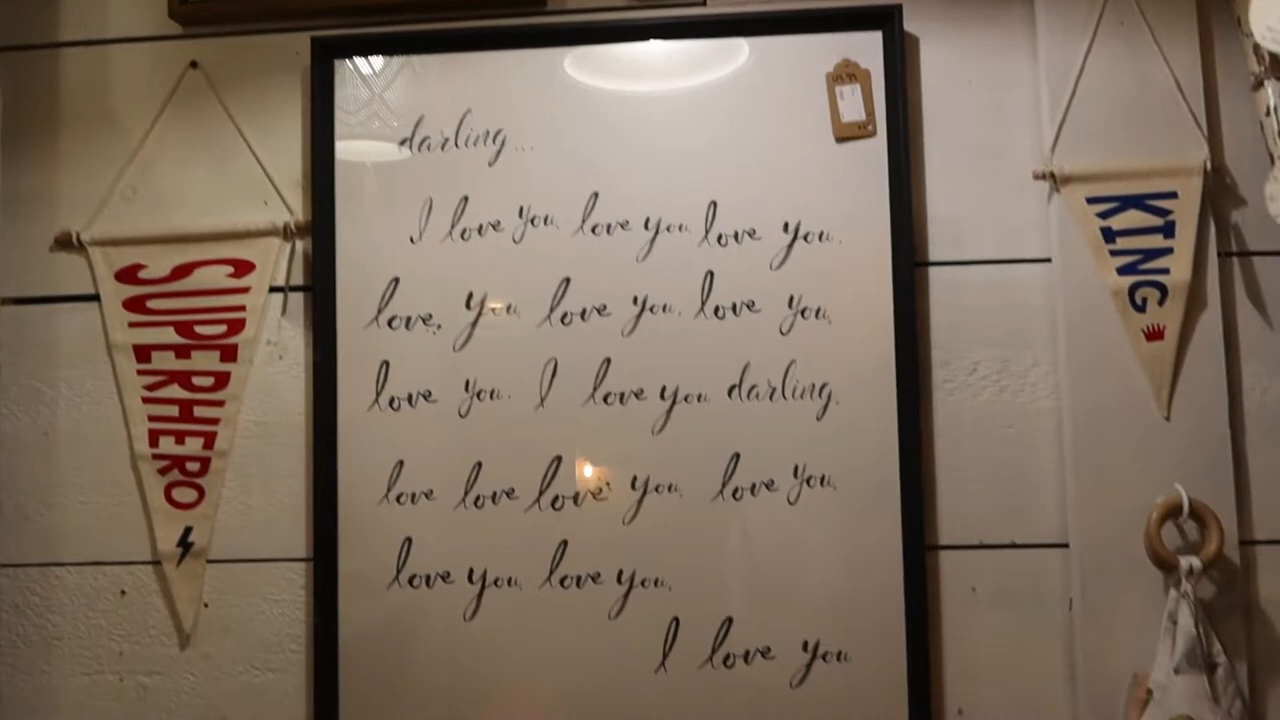 darling...
I love you, love you, love you,
love, you, love you, love you,
love you. I love you darling,
love love love you, love you,
love you, love you,
I love you
SUPERHERO
KING